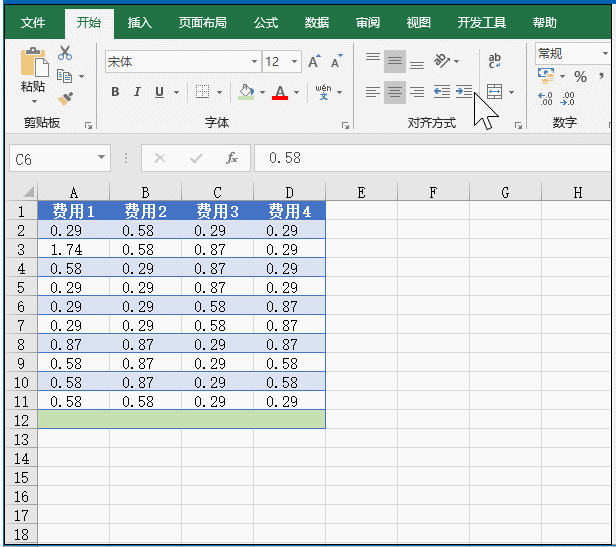 文件 开始 插入 页面布局 公式 数据 审阅 视图 开发工具 帮助
宋体 12 A A 常规
粘贴 B I U A wén 文 ab c %
剪贴板 字体 对齐方式 数字
C6 fx 0.58
A B C D E F G H
1 费用1 费用2 费用3 费用4
2 0.29 0.58 0.29 0.29
3 1.74 0.58 0.87 0.29
4 0.58 0.29 0.87 0.29
5 0.29 0.29 0.87 0.29
6 0.29 0.29 0.58 0.87
7 0.29 0.29 0.58 0.87
8 0.87 0.87 0.29 0.87
9 0.58 0.87 0.29 0.58
10 0.58 0.87 0.29 0.58
11 0.58 0.58 0.29 0.29
12
13
14
15
16
17
18